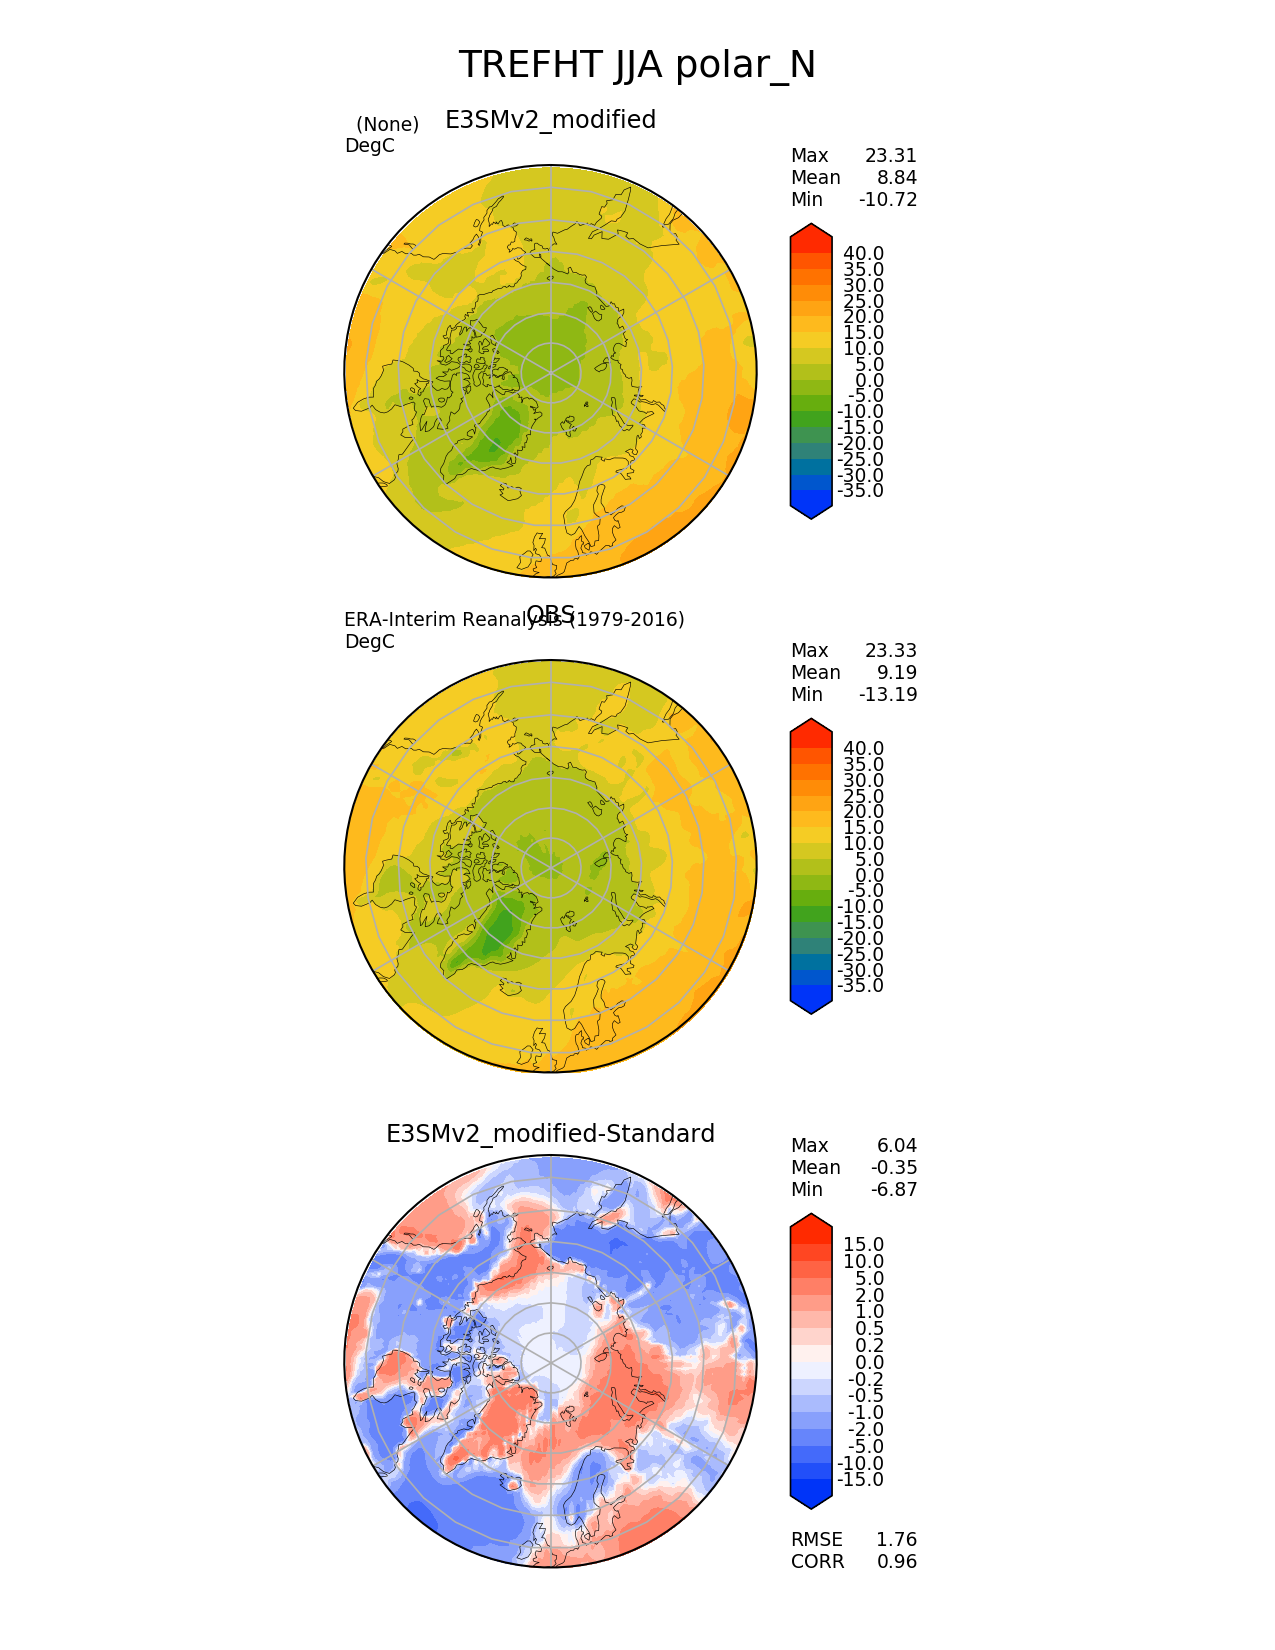 TREFHT JJA polar_N
E3SMv2_modified
(None)
DegC
Max 23.31
Mean 8.84
Min -10.72
40.0
35.0
30.0
25.0
20.0
15.0
10.0
5.0
0.0
-5.0
-10.0
-15.0
-20.0
-25.0
-30.0
-35.0
OBS
ERA-Interim Reanalysis (1979-2016)
DegC
Max 23.33
Mean 9.19
Min -13.19
40.0
35.0
30.0
25.0
20.0
15.0
10.0
5.0
0.0
-5.0
-10.0
-15.0
-20.0
-25.0
-30.0
-35.0
E3SMv2_modified-Standard
Max 6.04
Mean -0.35
Min -6.87
15.0
10.0
5.0
2.0
1.0
0.5
0.2
0.0
-0.2
-0.5
-1.0
-2.0
-5.0
-10.0
-15.0
RMSE 1.76
CORR 0.96